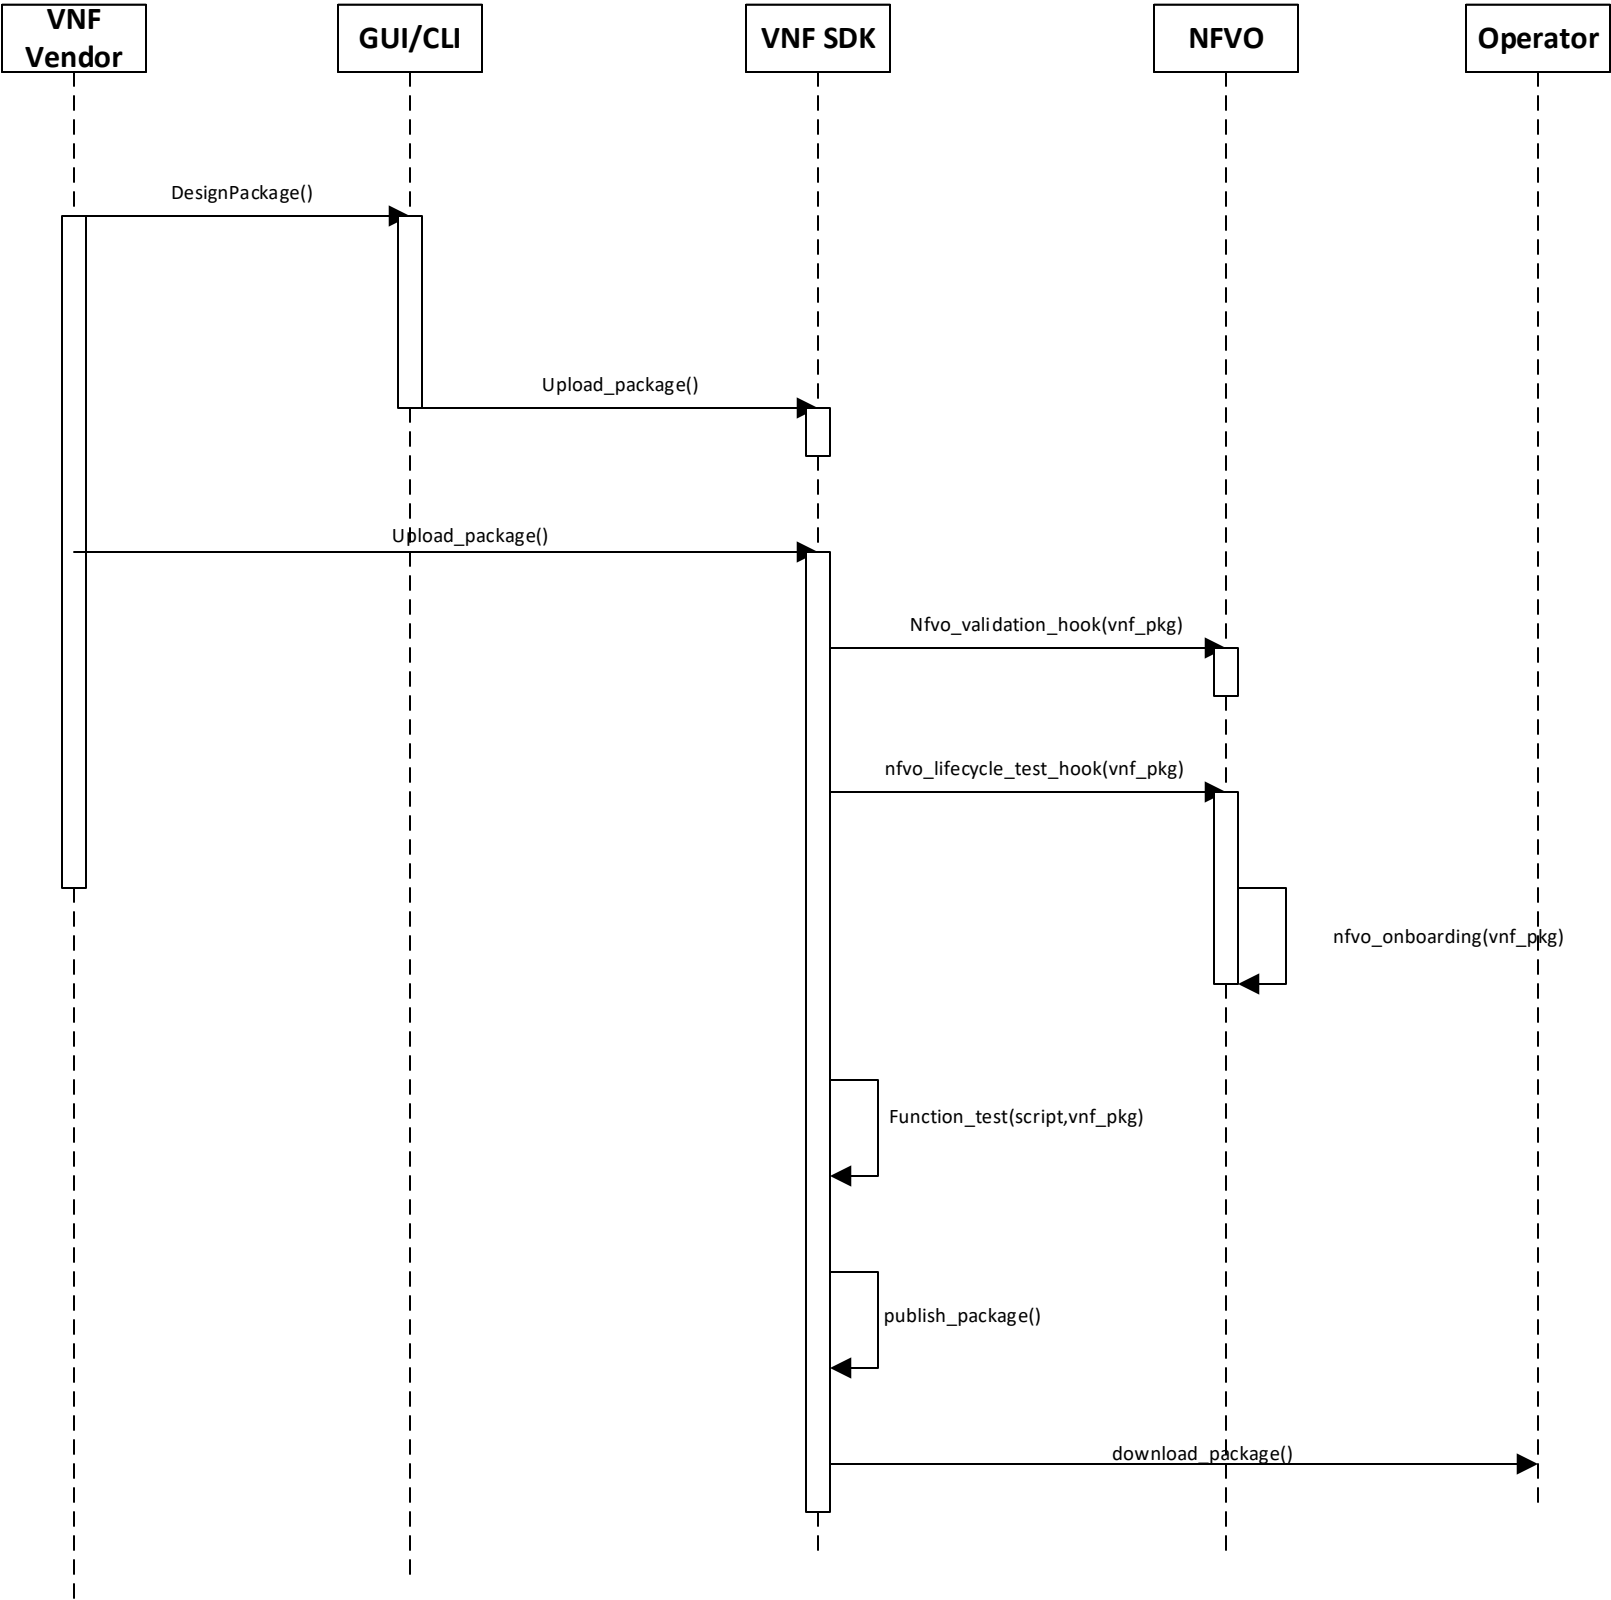 VNF
Vendor
GUI/CLI
VNF SDK
NFVO
Operator
DesignPackage()
Upload_package()
Upload_package()
Nfvo_validation_hook(vnf_pkg)
nfvo_lifecycle_test_hook(vnf_pkg)
nfvo_onboarding(vnf_pkg)
Function_test(script,vnf_pkg)
publish_package()
download_package()